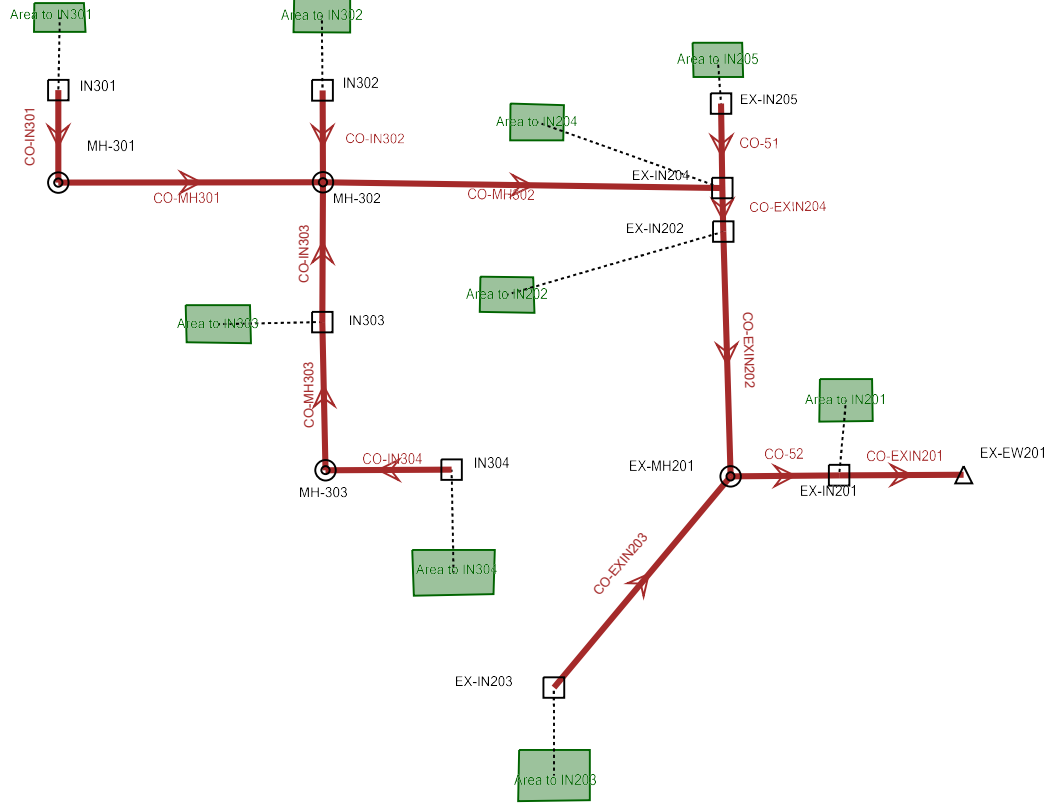 Area to IN301
Area to IN302
Area to IN205
IN301
IN302
EX-IN205
CO-IN301
Area to IN204
MH-301
CO-IN302
CO-51
EX-IN204
CO-MH301
MH-302
CO-MH302
CO-EXIN204
EX-IN202
CO-IN303
Area to IN202
Area to IN303
IN303
CO-EXIN202
CO-MH303
Area to IN201
CO-IN304
IN304
EX-MH201
CO-52
CO-EXIN201
EX-EW201
MH-303
EX-IN201
Area to IN304
CO-EXIN203
EX-IN203
Area to IN203